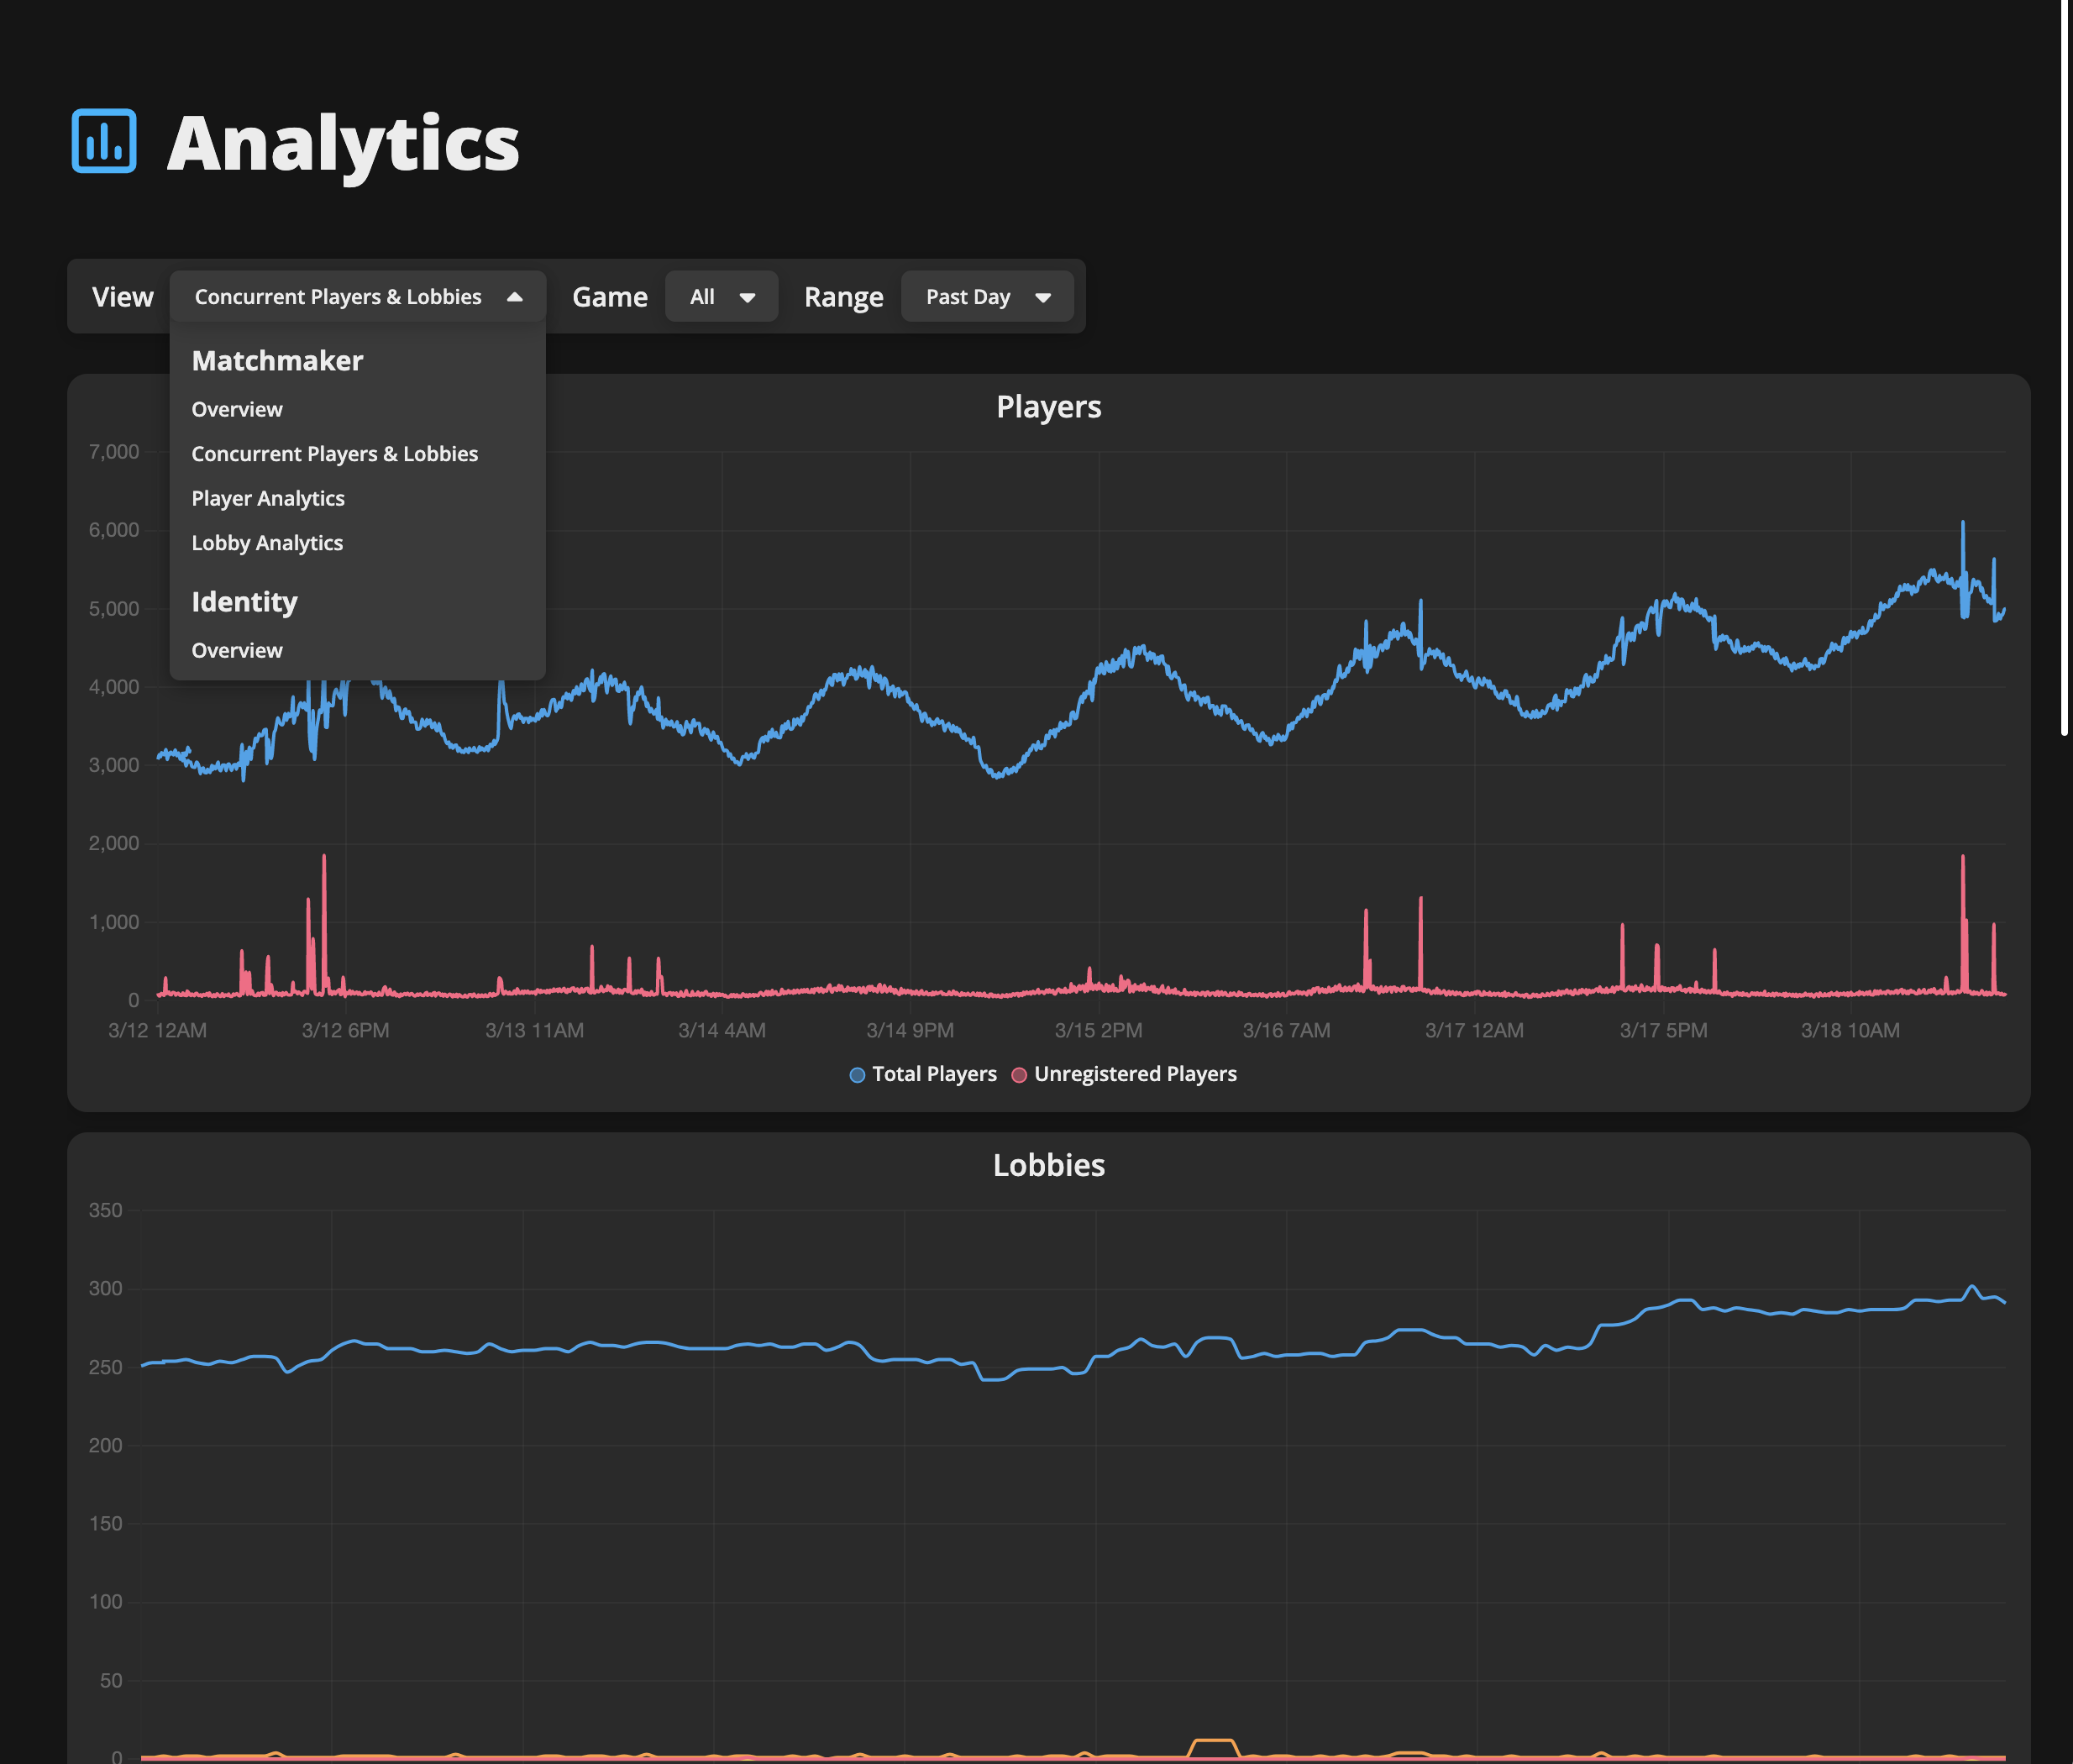 Analytics
View Concurrent Players & Lobbies Game All Range Past Day
Matchmaker
Overview
Concurrent Players & Lobbies
Player Analytics
Lobby Analytics
Identity
Overview
Players
7,000
6,000
5,000
4,000
3,000
2,000
1,000
0
3/12 12AM 3/12 6PM 3/13 11AM 3/14 4AM 3/14 9PM 3/15 2PM 3/16 7AM 3/17 12AM 3/17 5PM 3/18 10AM
Total Players Unregistered Players
Lobbies
350
300
250
200
150
100
50
0